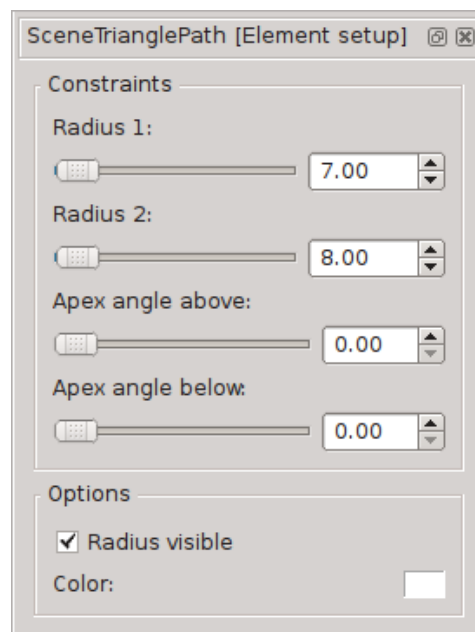 SceneTrianglePath [Element setup]
Constraints
Radius 1:
7.00
Radius 2:
8.00
Apex angle above:
0.00
Apex angle below:
0.00
Options
Radius visible
Color: